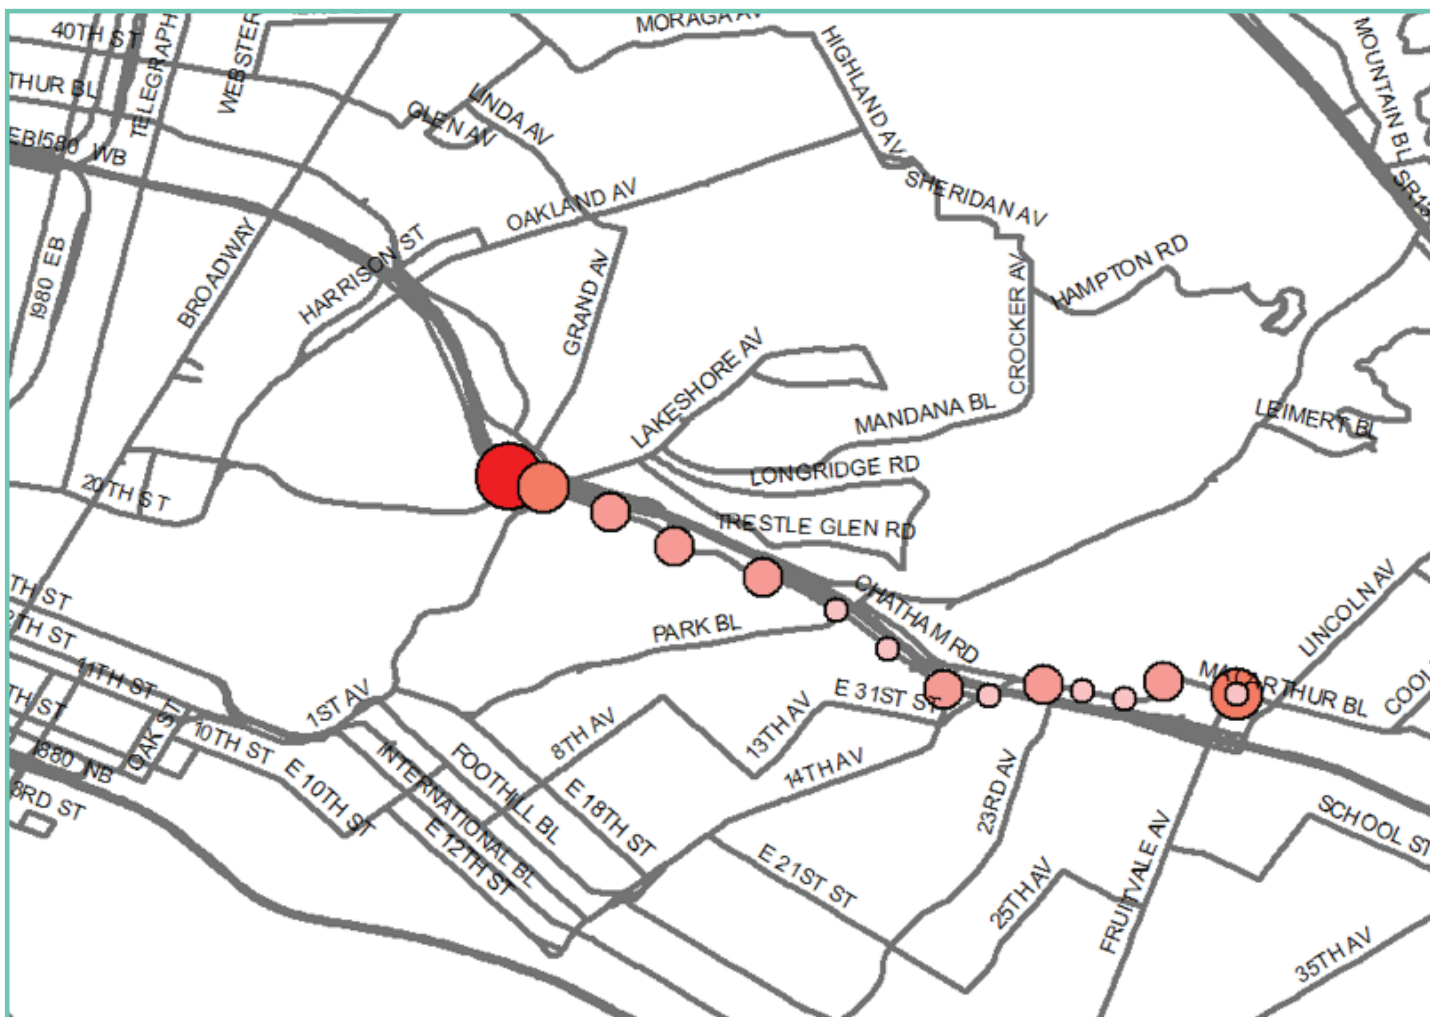 MORAGA AV
40TH ST
TELEGRAPH
WEBSTER
HIGHLAND AV
MOUNTAIN BL
THUR BL
LINDA AV
GLEN AV
EB I580 WB
SHERIDAN AV
SR13
OAKLAND AV
I980 EB
BROADWAY
HARRISON ST
GRAND AV
CROCKER AV
HAMPTON RD
LAKESHORE AV
MANDANA BL
LEIMERT BL
LONGRIDGE RD
20TH ST
TRESTLE GLEN RD
CHATHAM RD
LINCOLN AV
TH ST
2TH ST
PARK BL
11TH ST
1ST AV
E 31ST ST
MACARTHUR BL
COOL
TH ST
OAK ST
10TH ST
8TH AV
13TH AV
14TH AV
I880 NB
3RD ST
E 10TH ST
INTERNATIONAL BL
FOOTHILL BL
E 18TH ST
E 12TH ST
23RD AV
E 21ST ST
25TH AV
FRUITVALE AV
SCHOOL ST
35TH AV